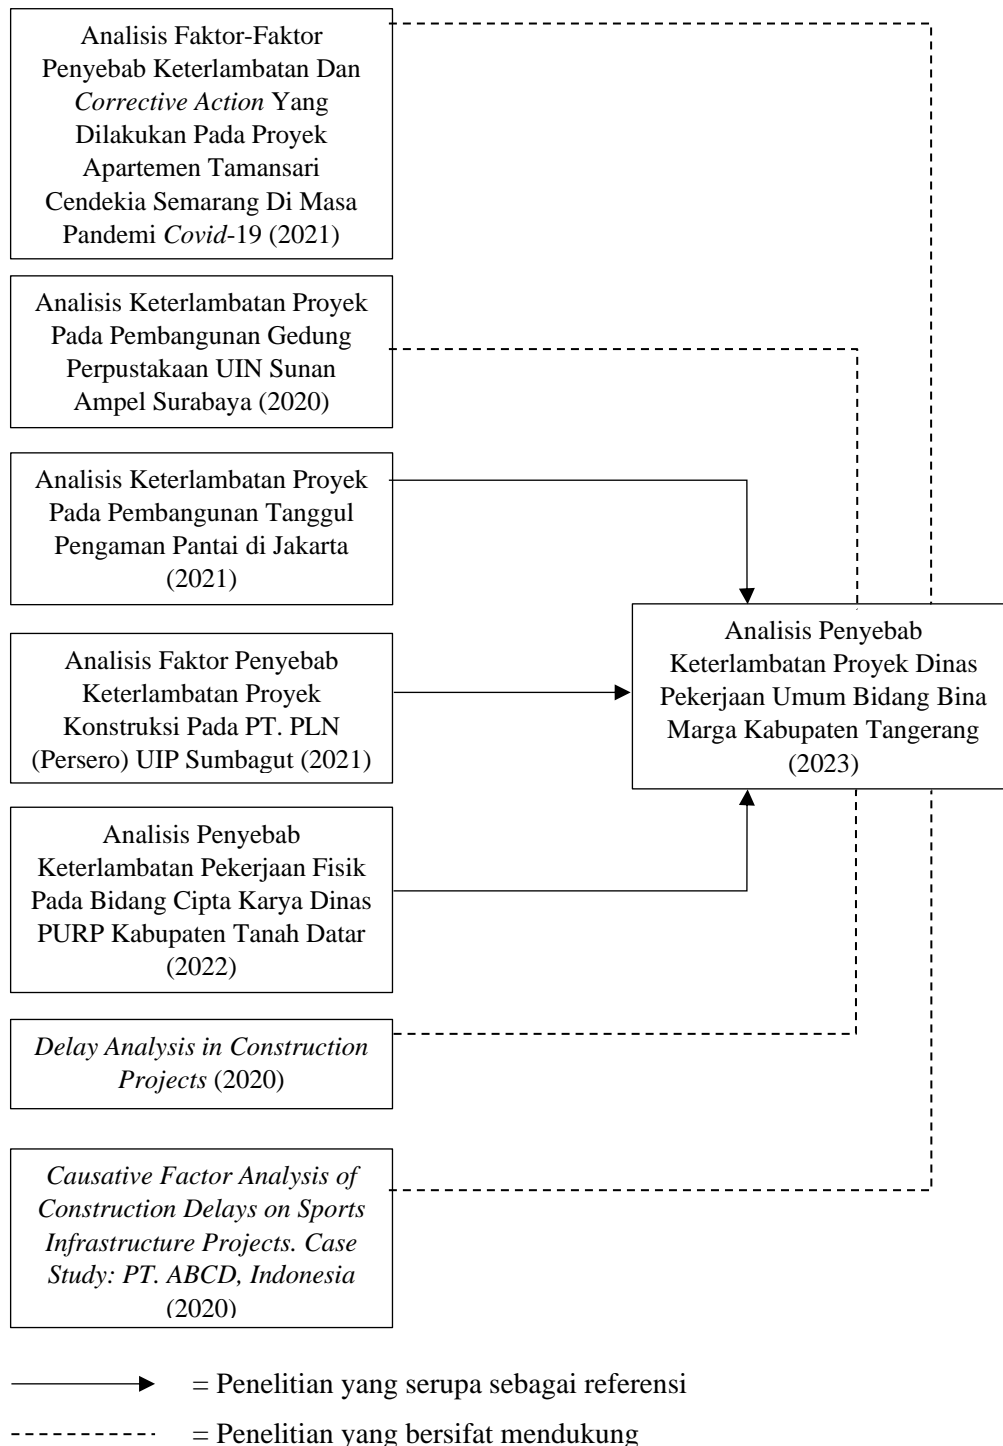 Analisis Faktor-Faktor
Penyebab Keterlambatan Dan
Corrective Action Yang
Dilakukan Pada Proyek
Apartemen Tamansari
Cendekia Semarang Di Masa
Pandemi Covid-19 (2021)
Analisis Keterlambatan Proyek
Pada Pembangunan Gedung
Perpustakaan UIN Sunan
Ampel Surabaya (2020)
Analisis Keterlambatan Proyek
Pada Pembangunan Tanggul
Pengaman Pantai di Jakarta
(2021)
Analisis Faktor Penyebab
Keterlambatan Proyek
Konstruksi Pada PT. PLN
(Persero) UIP Sumbagut (2021)
Analisis Penyebab
Keterlambatan Pekerjaan Fisik
Pada Bidang Cipta Karya Dinas
PURP Kabupaten Tanah Datar
(2022)
Delay Analysis in Construction
Projects (2020)
Causative Factor Analysis of
Construction Delays on Sports
Infrastructure Projects. Case
Study: PT. ABCD, Indonesia
(2020)
Analisis Penyebab
Keterlambatan Proyek Dinas
Pekerjaan Umum Bidang Bina
Marga Kabupaten Tangerang
(2023)
= Penelitian yang serupa sebagai referensi
= Penelitian yang bersifat mendukung